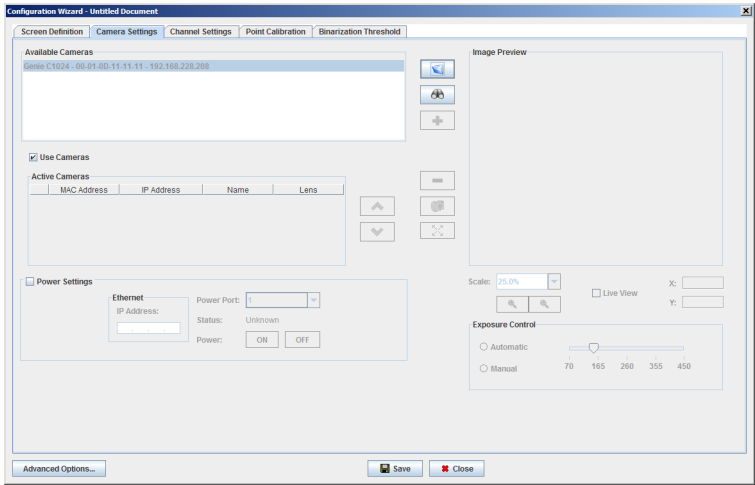 Configuration Wizard - Untitled Document
Screen Definition Camera Settings Channel Settings Point Calibration Binarization Threshold
Available Cameras
Genie C1024 - 00-01-0D-11-11-11 - 192.168.228.208
Image Preview
Use Cameras
Active Cameras
MAC Address IP Address Name Lens
Power Settings
Ethernet
IP Address:
. . .
Power Port: 1
Status: Unknown
Power: ON OFF
Scale: 25.0%
Live View
X:
Y:
Exposure Control
Automatic
Manual
70 165 260 355 450
Advanced Options...
Save
Close